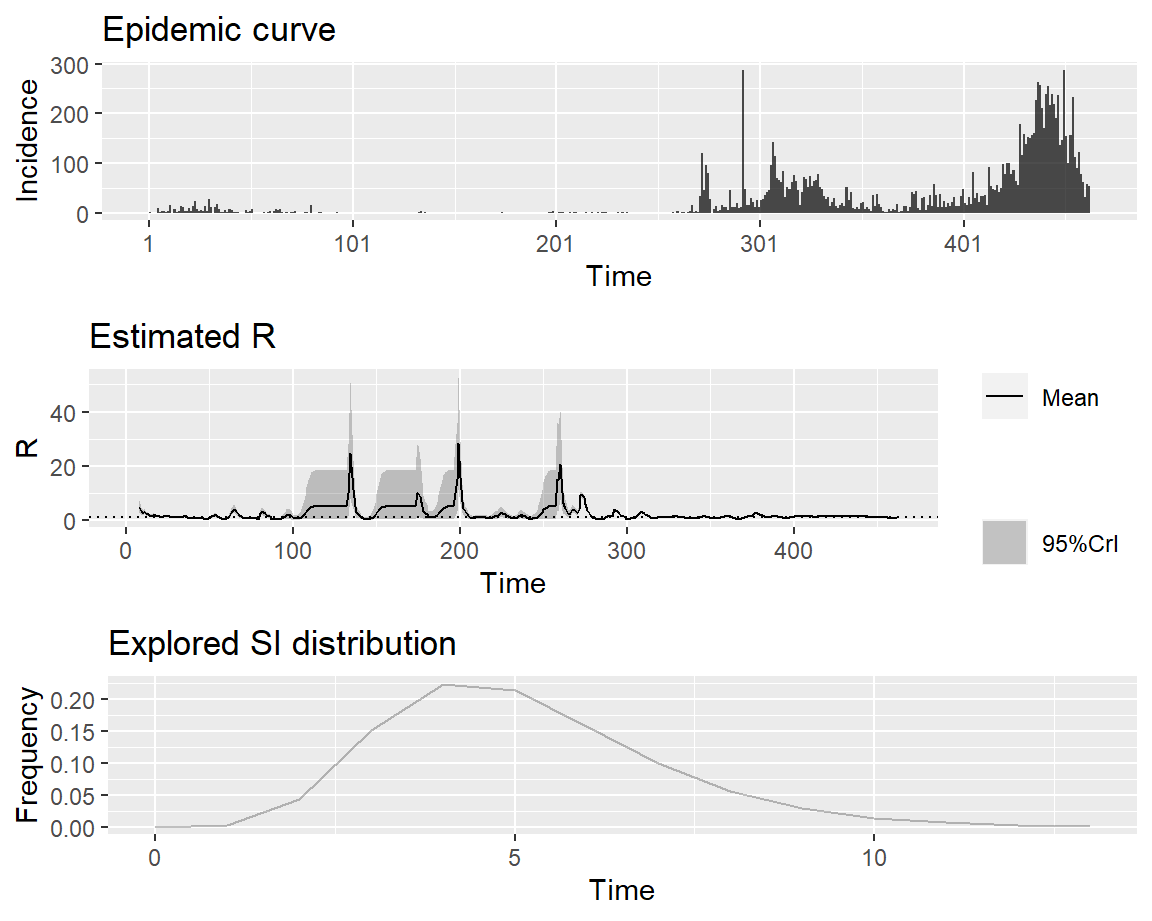 Epidemic curve
Incidence
300
200
100
0
1 101 201 301 401
Time
Estimated R
R
40
20
0
0 100 200 300 400
Time
Mean
95%CrI
Explored SI distribution
Frequency
0.20
0.15
0.10
0.05
0.00
0 5 10
Time